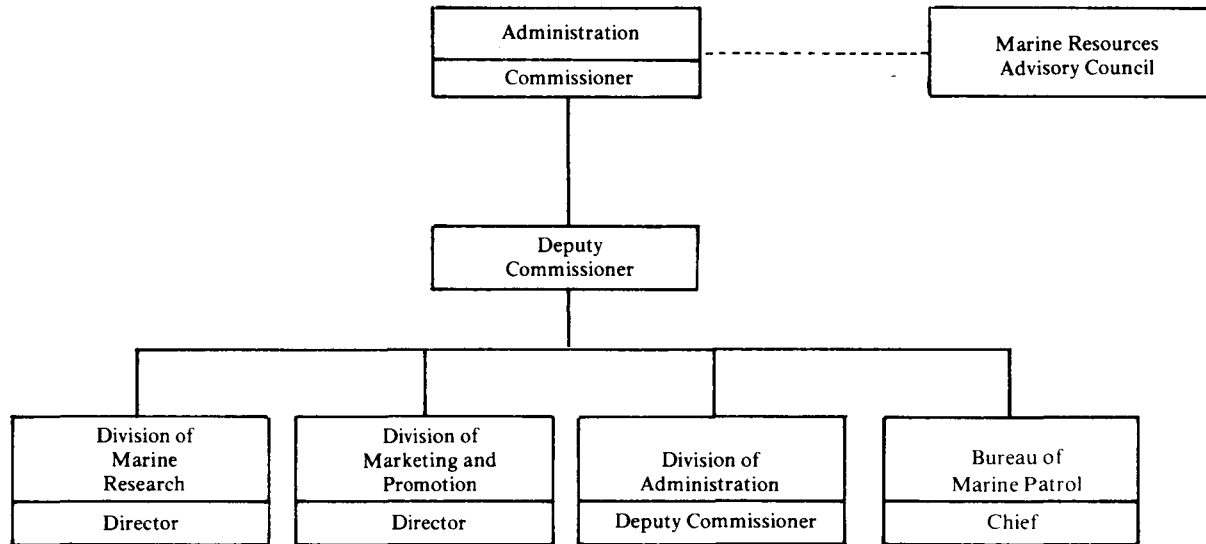 Administration
Commissioner
Marine Resources
Advisory Council
Deputy
Commissioner
Division of
Marine
Research
Director
Division of
Marketing and
Promotion
Director
Division of
Administration
Deputy Commissioner
Bureau of
Marine Patrol
Chief